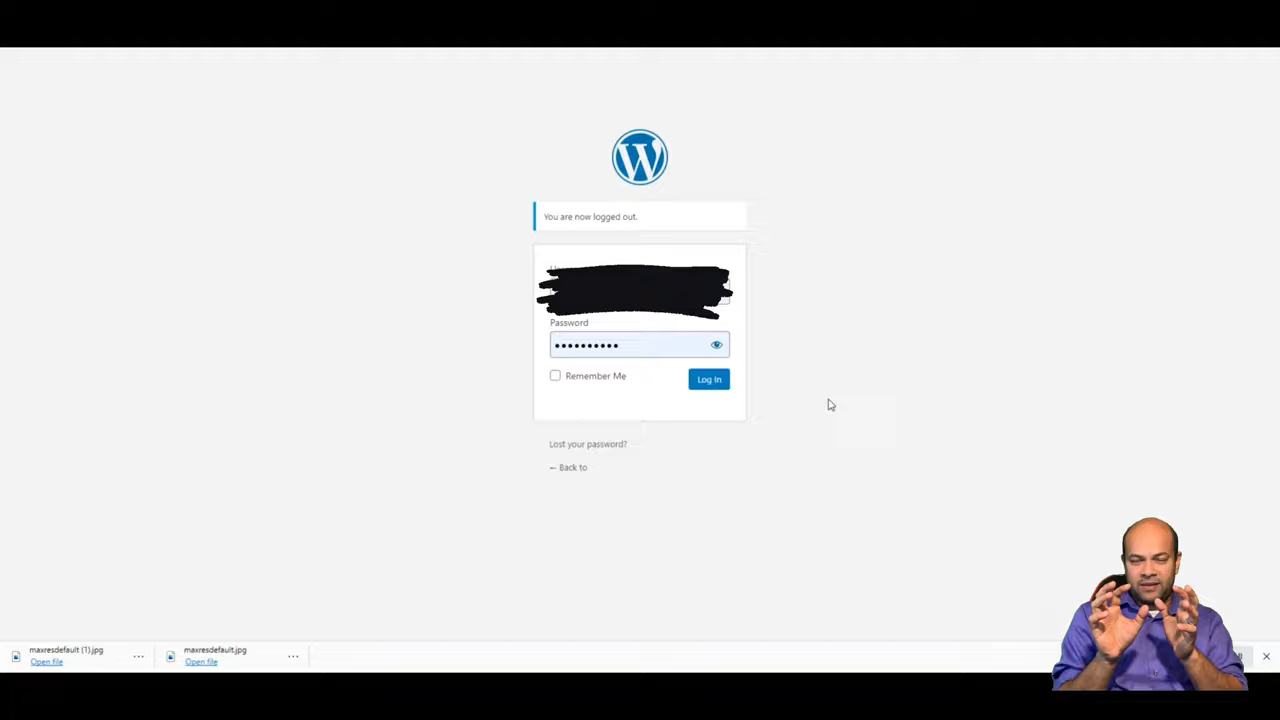 You are now logged out.
Password
Remember Me
Log In
Lost your password?
← Back to
maxresdefault (1).jpg
Open file
maxresdefault.jpg
Open file